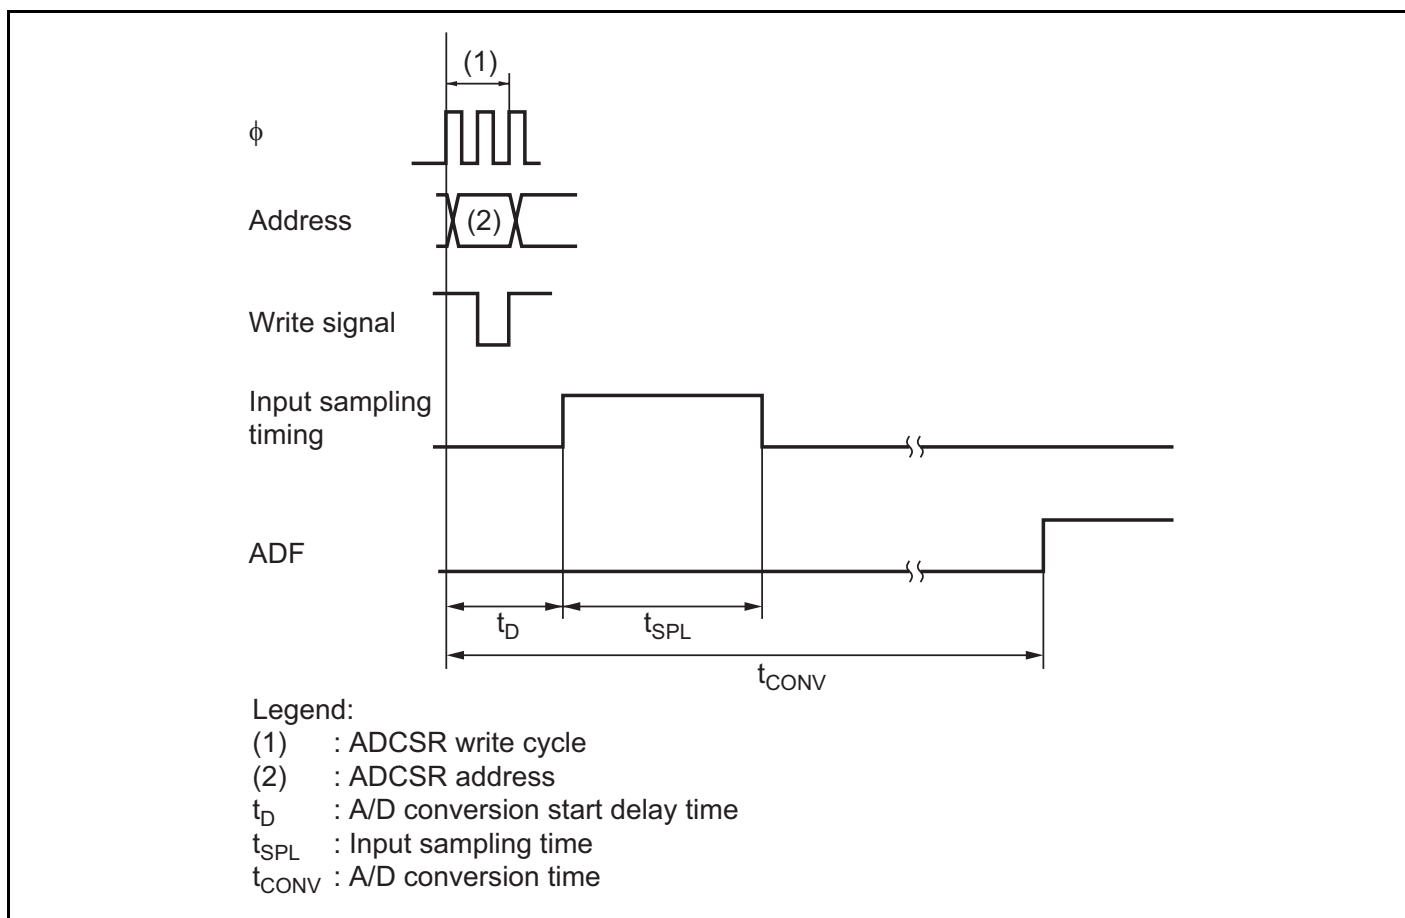 (1)
ϕ
Address
(2)
Write signal
Input sampling
timing
ADF
tD
tSPL
tCONV
Legend:
(1) : ADCSR write cycle
(2) : ADCSR address
tD : A/D conversion start delay time
tSPL : Input sampling time
tCONV : A/D conversion time